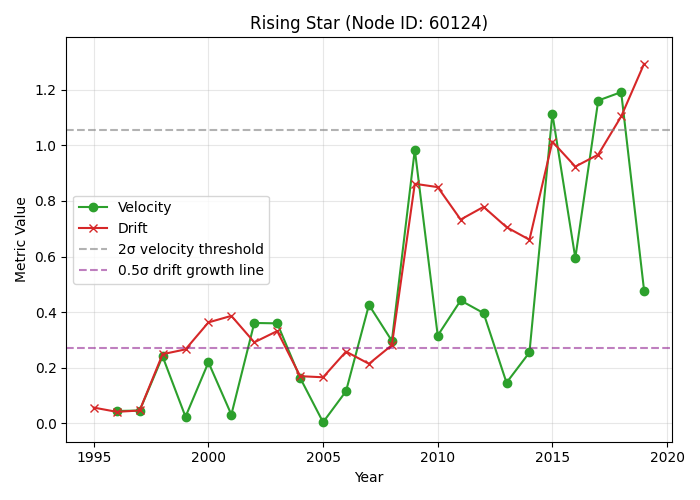 Rising Star (Node ID: 60124)
Metric Value
1.2
1.0
0.8
0.6
0.4
0.2
0.0
Velocity
Drift
2σ velocity threshold
0.5σ drift growth line
1995
2000
2005
2010
2015
2020
Year